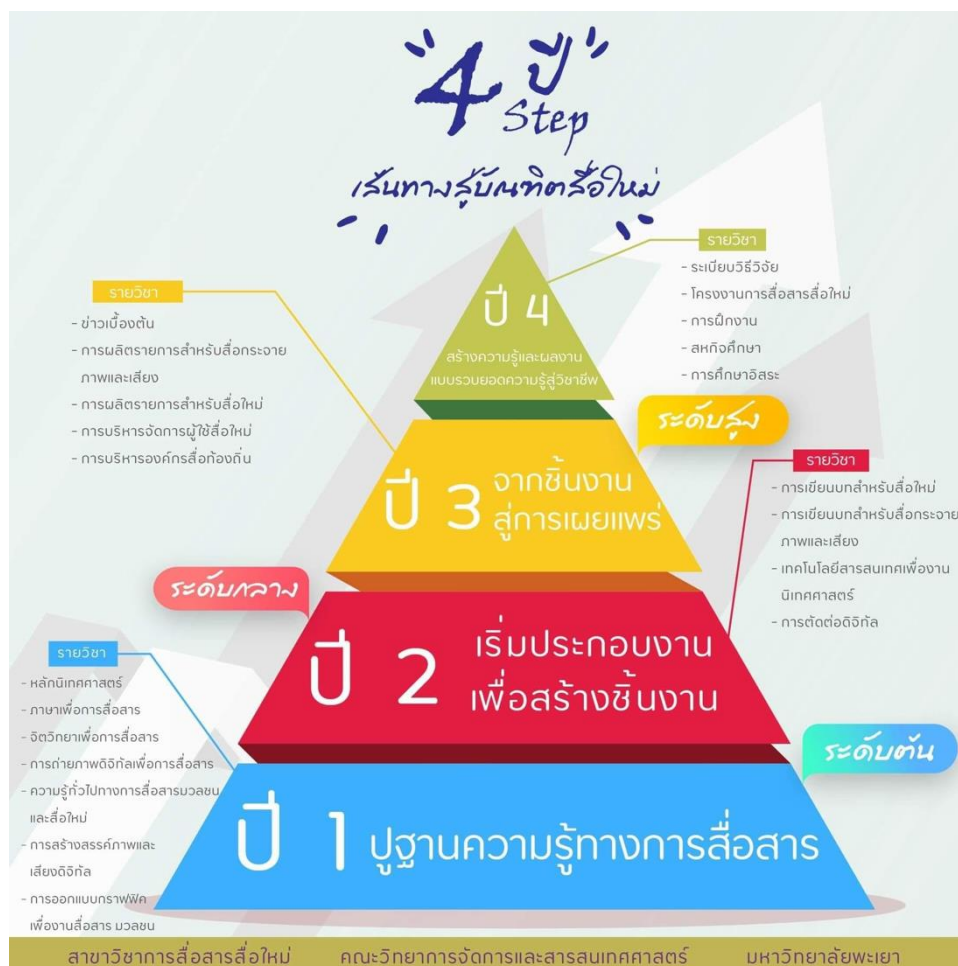 4 ปี
Step
เส้นทางสู่บัณฑิตสื่อใหม่
รายวิชา
- ระเบียบวิธีวิจัย
- โครงงานการสื่อสารสื่อใหม่
- การฝึกงาน
- สหกิจศึกษา
- การศึกษาอิสระ
ปี 4
สร้างความรู้และผลงาน
แบบรวบยอดความรู้สู่วิชาชีพ
ระดับสูง
รายวิชา
- ข่าวเบื้องต้น
- การผลิตรายการสำหรับสื่อกระจาย
ภาพและเสียง
- การผลิตรายการสำหรับสื่อใหม่
- การบริหารจัดการผู้ใช้สื่อใหม่
- การบริหารองค์กรสื่อท้องถิ่น
ปี 3
จากชิ้นงาน
สู่การเผยแพร่
รายวิชา
- การเขียนบทสำหรับสื่อใหม่
- การเขียนบทสำหรับสื่อกระจาย
ภาพและเสียง
- เทคโนโลยีสารสนเทศเพื่องาน
นิเทศศาสตร์
- การตัดต่อดิจิทัล
ระดับกลาง
ปี 2
เริ่มประกอบงาน
เพื่อสร้างชิ้นงาน
รายวิชา
- หลักนิเทศศาสตร์
- ภาษาเพื่อการสื่อสาร
- จิตวิทยาเพื่อการสื่อสาร
- การถ่ายภาพดิจิทัลเพื่อการสื่อสาร
- ความรู้ทั่วไปทางการสื่อสารมวลชน
และสื่อใหม่
- การสร้างสรรค์ภาพและ
เสียงดิจิทัล
- การออกแบบกราฟฟิค
เพื่องานสื่อสาร มวลชน
ระดับต้น
ปี 1 ปูฐานความรู้ทางการสื่อสาร
สาขาวิชาการสื่อสารสื่อใหม่ คณะวิทยาการจัดการและสารสนเทศศาสตร์ มหาวิทยาลัยพะเยา